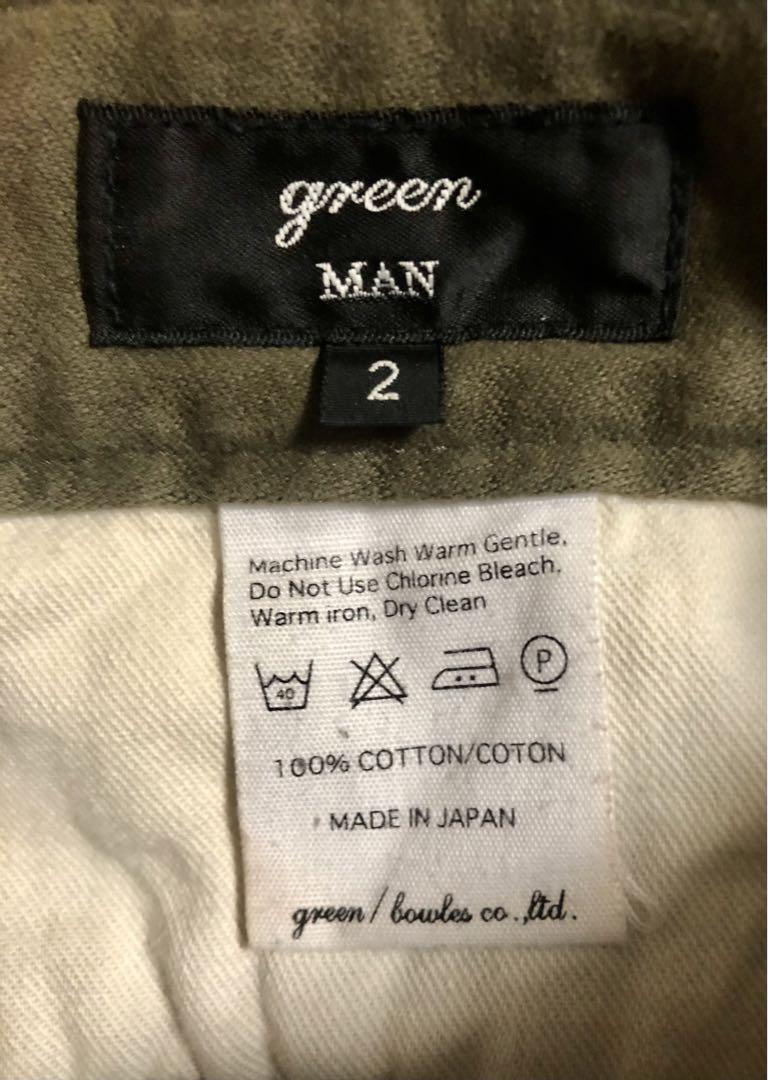 green
MAN
2
Machine Wash Warm Gentle.
Do Not Use Chlorine Bleach.
Warm iron, Dry Clean
40
P
100% COTTON/COTON
MADE IN JAPAN
green/bowles co.,ltd.